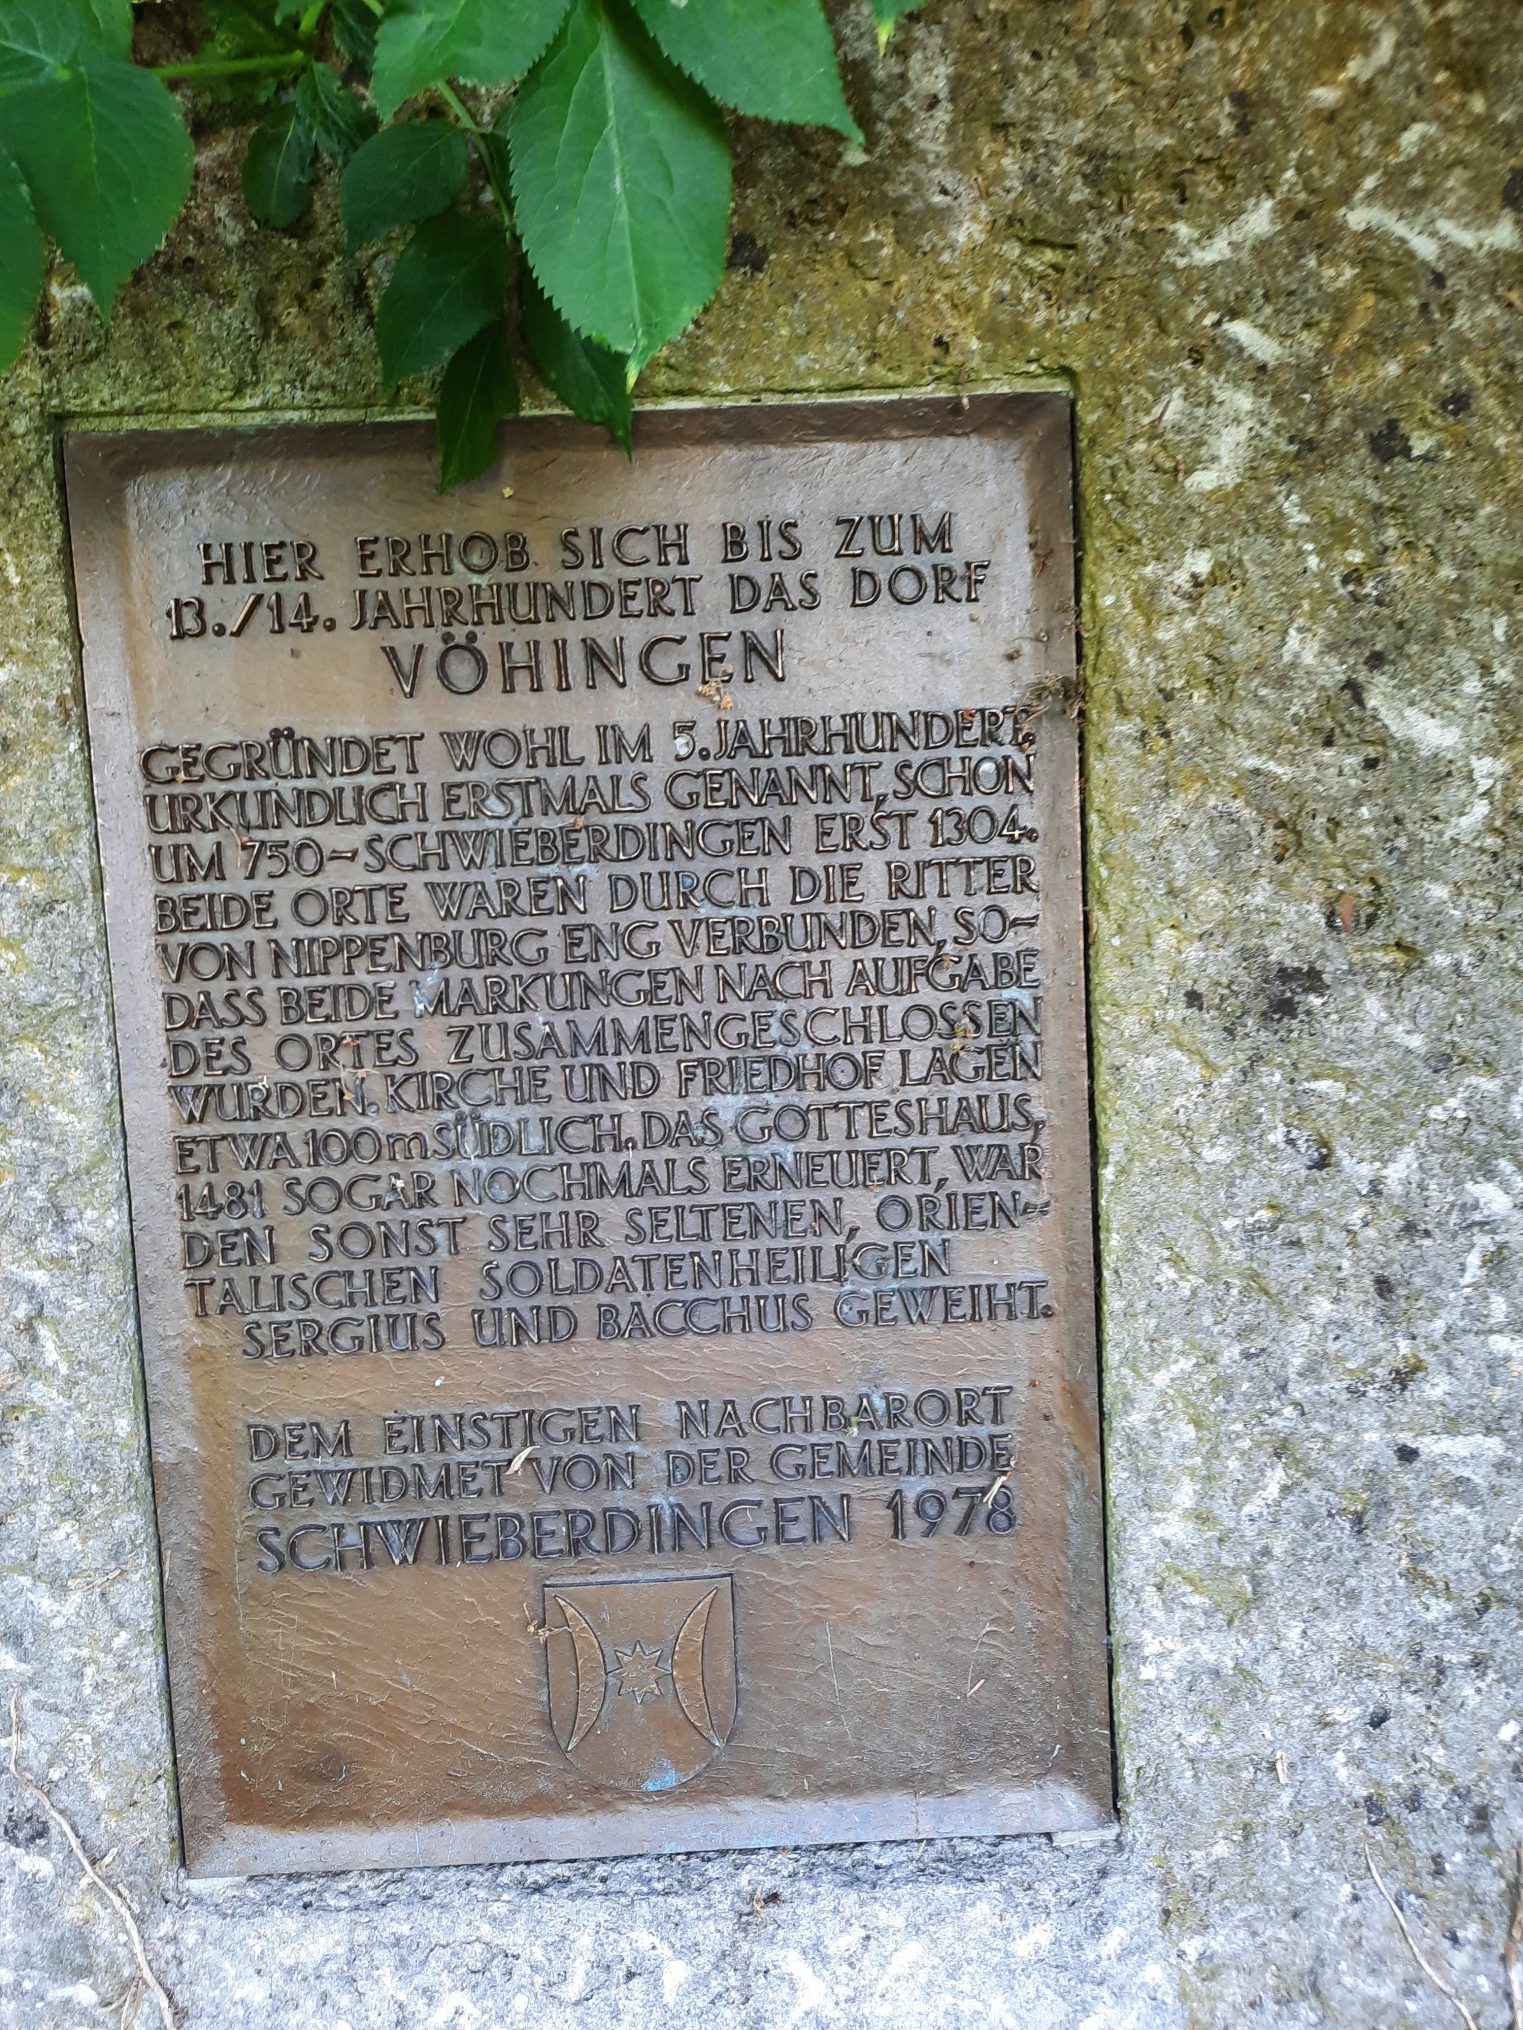 HIER ERHOB SICH BIS ZUM
13./14. JAHRHUNDERT DAS DORF
VÖHINGEN
GEGRÜNDET WOHL IM 5. JAHRHUNDERT.
URKUNDLICH ERSTMALS GENANNT, SCHON
UM 750-SCHWIEBERDINGEN ERST 1304.
BEIDE ORTE WAREN DURCH DIE RITTER
VON NIPPENBURG ENG VERBUNDEN, SO-
DASS BEIDE MARKUNGEN NACH AUFGABE
DES ORTES ZUSAMMENGESCHLOSSEN
WURDEN. KIRCHE UND FRIEDHOF LAGEN
ETWA 100m SÜDLICH. DAS GOTTESHAUS,
1481 SOGAR NOCHMALS ERNEUERT, WAR
DEN SONST SEHR SELTENEN, ORIEN-
TALISCHEN SOLDATENHEILIGEN
SERGIUS UND BACCHUS GEWEIHT.
DEM EINSTIGEN NACHBARORT
GEWIDMET VON DER GEMEINDE
SCHWIEBERDINGEN 1978